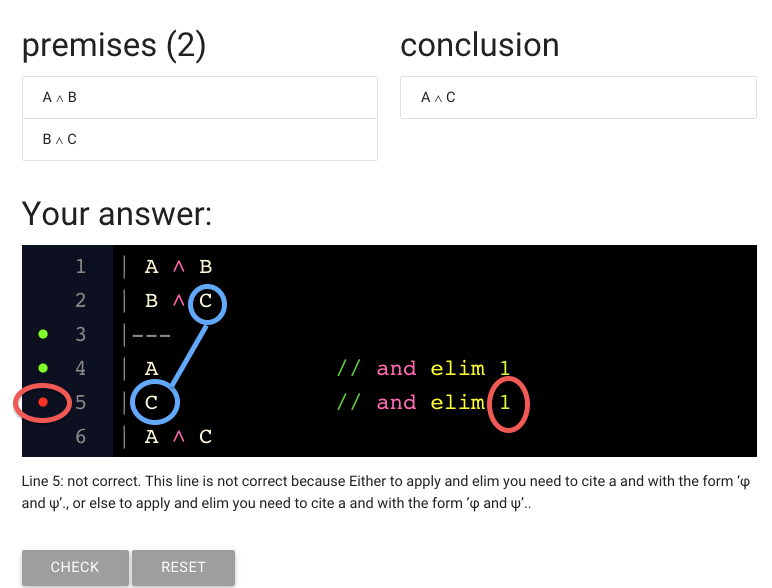 premises (2)
conclusion
A ∧ B
A ∧ C
B ∧ C
Your answer:
1 | A ∧ B
2 | B ∧ C
3 |---
4 | A // and elim 1
5 | C // and elim 1
6 | A ∧ C
Line 5: not correct. This line is not correct because Either to apply and elim you need to cite a and with the form ‘φ
and ψ’., or else to apply and elim you need to cite a and with the form ‘φ and ψ’..
CHECK
RESET